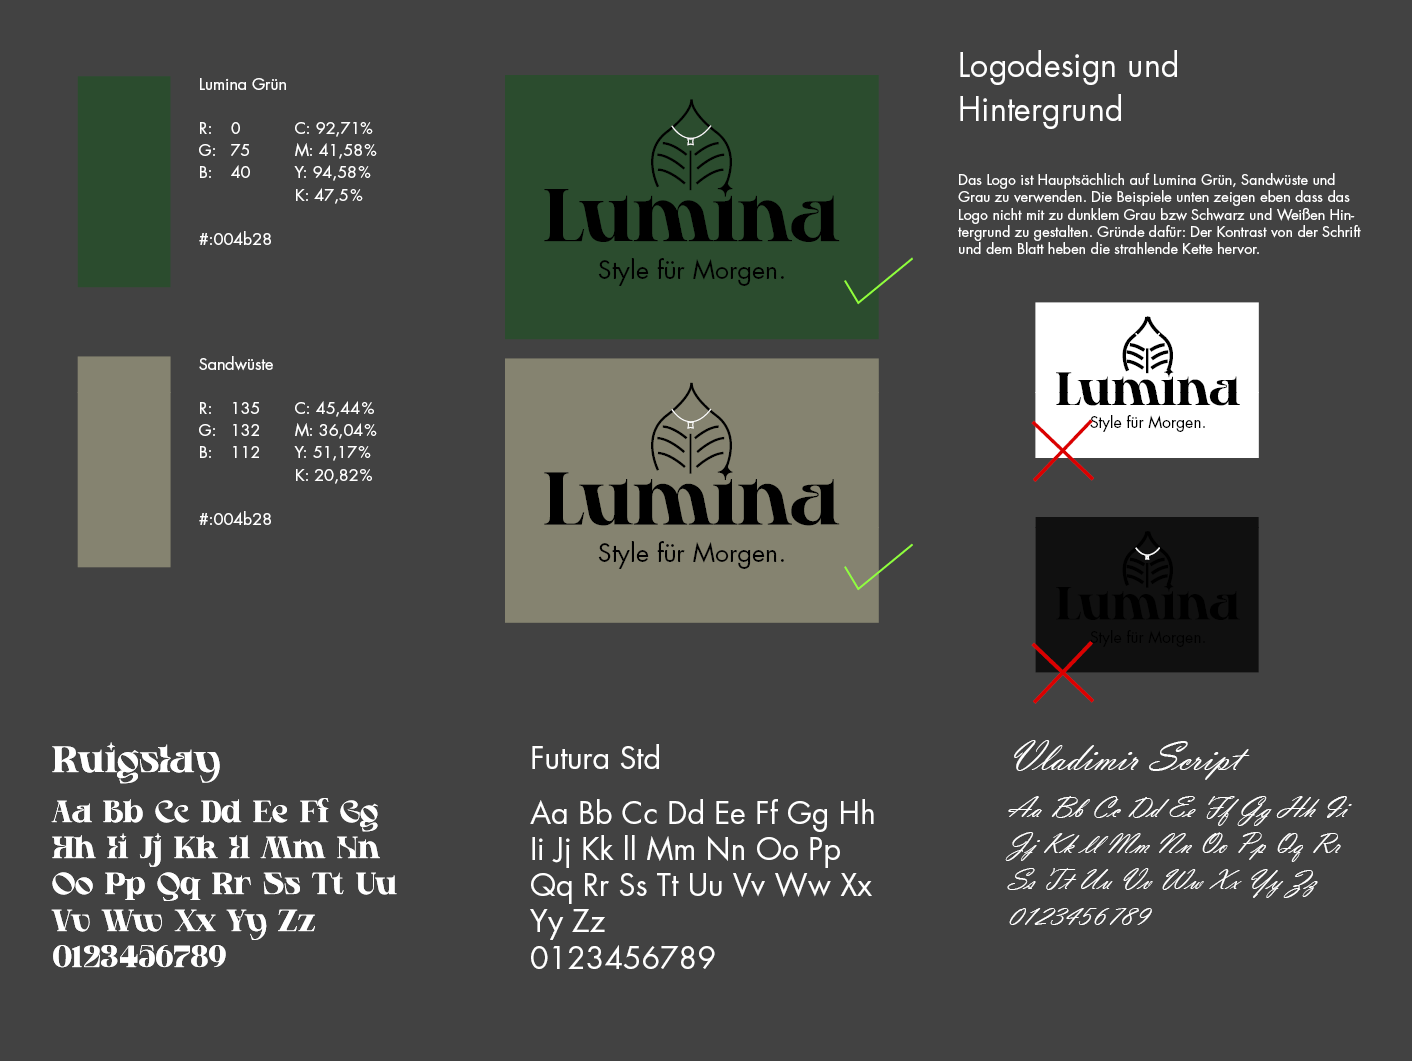 Lumina Grün
R: 0 C: 92,71%
G: 75 M: 41,58%
B: 40 Y: 94,58%
K: 47,5%
#:004b28
Sandwüste
R: 135 C: 45,44%
G: 132 M: 36,04%
B: 112 Y: 51,17%
K: 20,82%
#:004b28
Lumina
Style für Morgen.
Lumina
Style für Morgen.
Logodesign und
Hintergrund
Das Logo ist Hauptsächlich auf Lumina Grün, Sandwüste und
Grau zu verwenden. Die Beispiele unten zeigen eben dass das
Logo nicht mit zu dunklem Grau bzw Schwarz und Weißen Hin-
tergrund zu gestalten. Gründe dafür: Der Kontrast von der Schrift
und dem Blatt heben die strahlende Kette hervor.
Lumina
Style für Morgen.
Lumina
Style für Morgen.
Ruigslay
Aa Bb Cc Dd Ee Ff Gg
Hh Ii Jj Kk ll Mm Nn
Oo Pp Qq Rr Ss Tt Uu
Vv Ww Xx Yy Zz
0123456789
Futura Std
Aa Bb Cc Dd Ee Ff Gg Hh
Ii Jj Kk ll Mm Nn Oo Pp
Qq Rr Ss Tt Uu Vv Ww Xx
Yy Zz
0123456789
Vladimir Script
Aa Bb Cc Dd Ee Ff Gg Hh Ii
Jj Kk ll Mm Nn Oo Pp Qq Rr
Ss Tt Uu Vv Ww Xx Yy Zz
0123456789